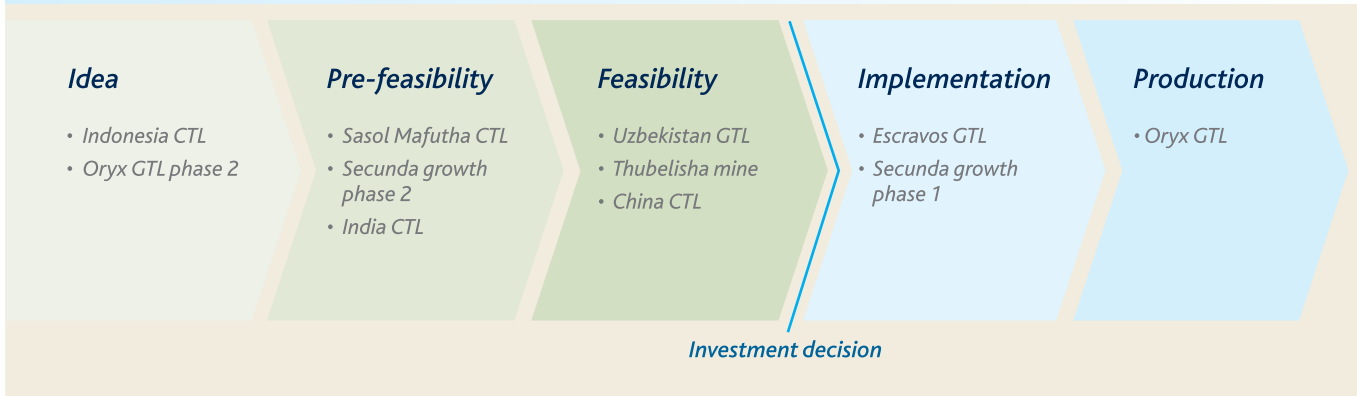 Idea
• Indonesia CTL
• Oryx GTL phase 2
Pre-feasibility
• Sasol Mafutha CTL
• Secunda growth
phase 2
• India CTL
Feasibility
• Uzbekistan GTL
• Thubelisha mine
• China CTL
Implementation
• Escravos GTL
• Secunda growth
phase 1
Production
• Oryx GTL
Investment decision